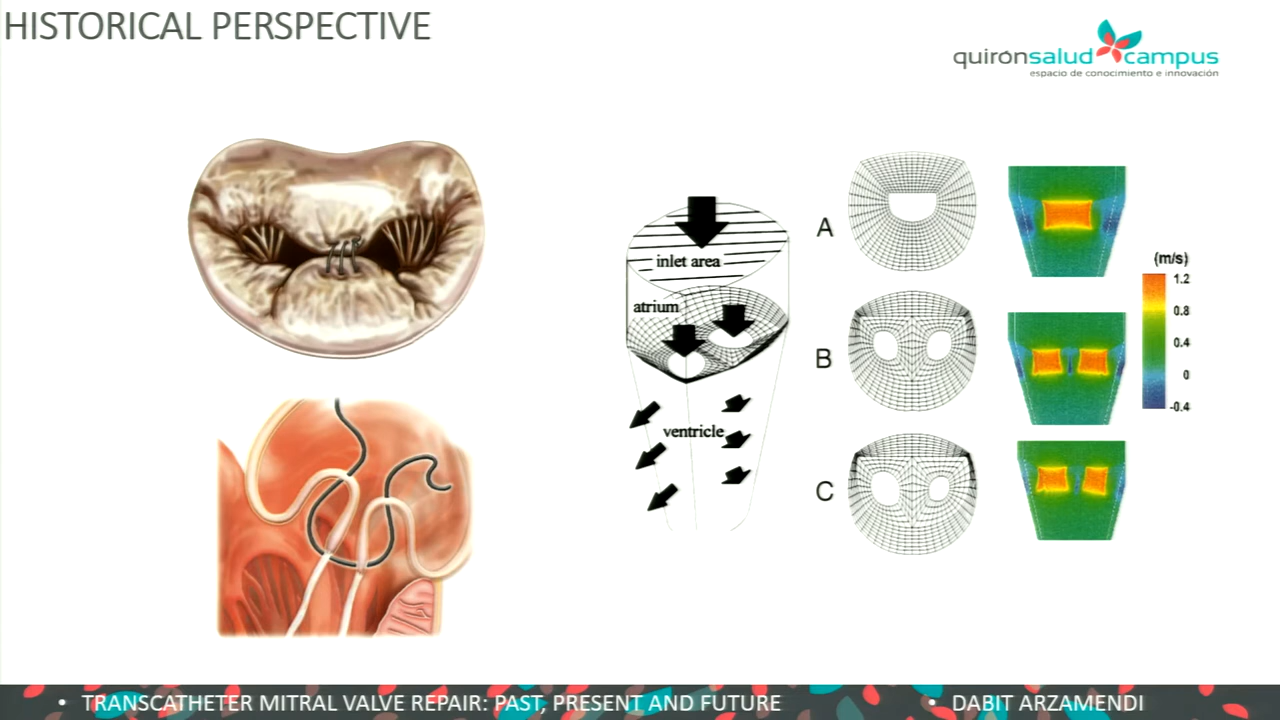 HISTORICAL PERSPECTIVE
quirónsalud campus
espacio de conocimiento e innovación
inlet area
atrium
ventricle
A
B
C
(m/s)
1.2
0.8
0.4
0
-0.4
• TRANSCATHETER MITRAL VALVE REPAIR: PAST, PRESENT AND FUTURE
• DABIT ARZAMENDI